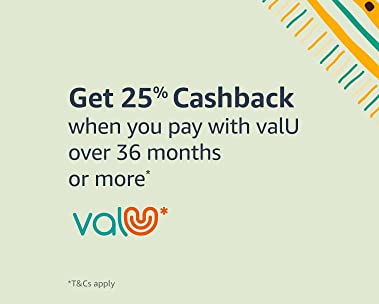 Get 25% Cashback
when you pay with valU
over 36 months
or more*
valU*
*T&Cs apply